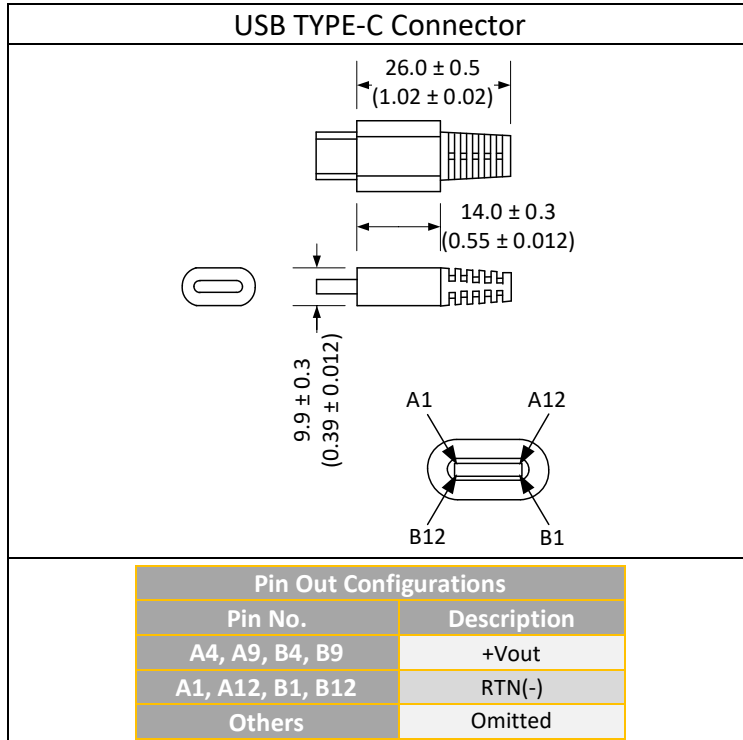 USB TYPE-C Connector
26.0 ± 0.5
(1.02 ± 0.02)
14.0 ± 0.3
(0.55 ± 0.012)
9.9 ± 0.3
(0.39 ± 0.012)
A1 A12
B12 B1
Pin Out Configurations
Pin No. Description
A4, A9, B4, B9 +Vout
A1, A12, B1, B12 RTN(-)
Others Omitted